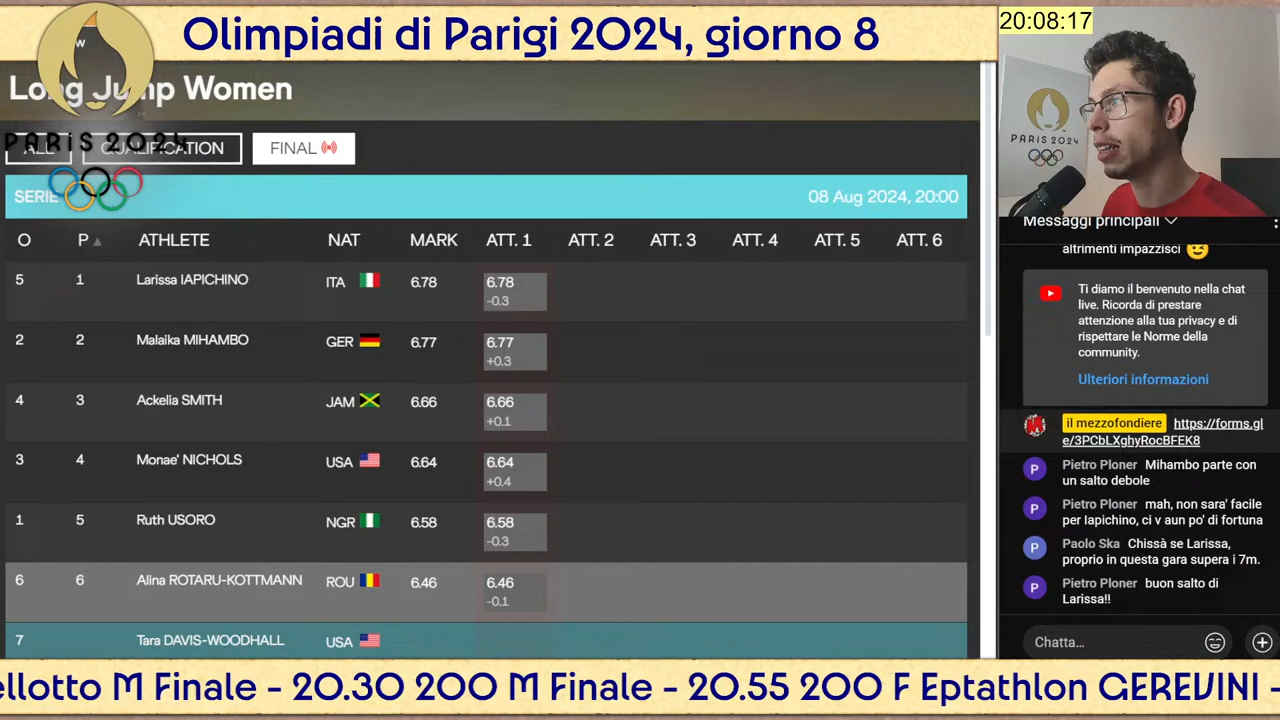 Olimpiadi di Parigi 2024, giorno 8
20:08:17
Long Jump Women
PARIS 2024
ALL
QUALIFICATION
FINAL
SERIE
08 Aug 2024, 20:00
O P ATHLETE NAT MARK ATT. 1 ATT. 2 ATT. 3 ATT. 4 ATT. 5 ATT. 6
5 1 Larissa IAPICHINO ITA 6.78 6.78
-0.3
2 2 Malaika MIHAMBO GER 6.77 6.77
+0.3
4 3 Ackelia SMITH JAM 6.66 6.66
+0.1
3 4 Monae' NICHOLS USA 6.64 6.64
+0.4
1 5 Ruth USORO NGR 6.58 6.58
-0.3
6 6 Alina ROTARU-KOTTMANN ROU 6.46 6.46
-0.1
7 Tara DAVIS-WOODHALL USA
PARIS 2024
Messaggi principali
altrimenti impazzisci 😉
Ti diamo il benvenuto nella chat
live. Ricorda di prestare
attenzione alla tua privacy e di
rispettare le Norme della
community.
Ulteriori informazioni
il mezzofondiere https://forms.gl
e/3PCbLXghyRocBFEK8
Pietro Ploner Mihambo parte con
un salto debole
Pietro Ploner mah, non sara' facile
per Iapichino, ci v aun po' di fortuna
Paolo Ska Chissà se Larissa,
proprio in questa gara supera i 7m.
Pietro Ploner buon salto di
Larissa!!
Chatta...
ellotto M Finale - 20.30 200 M Finale - 20.55 200 F Eptathlon GEREVINI -